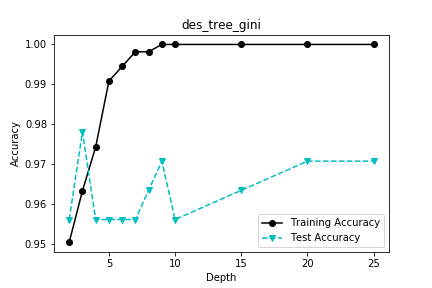 des_tree_gini
1.00
0.99
0.98
0.97
0.96
0.95
Accuracy
5
10
15
20
25
Depth
Training Accuracy
Test Accuracy